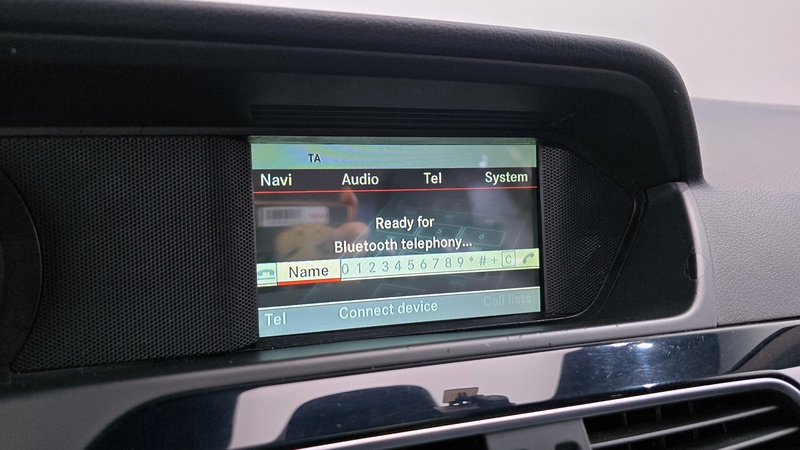 TA
Navi Audio Tel System
Ready for
Bluetooth telephony...
Name 0 1 2 3 4 5 6 7 8 9 * # + C
Tel Connect device Call lists